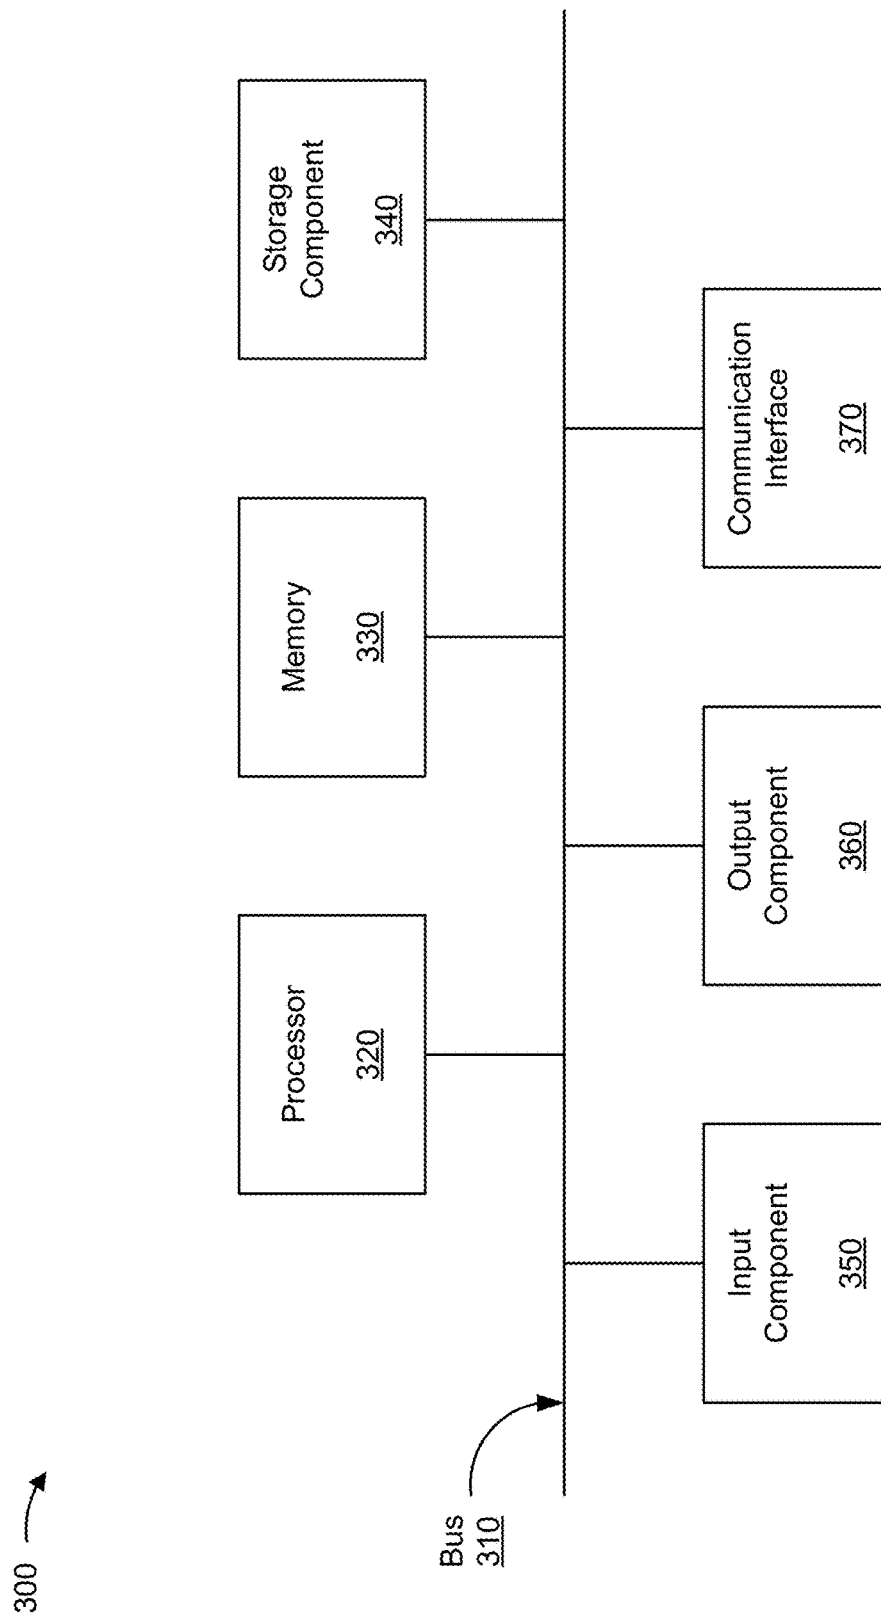 300
Bus
310
Processor
320
Memory
330
Storage
Component
340
Input
Component
350
Output
Component
360
Communication
Interface
370